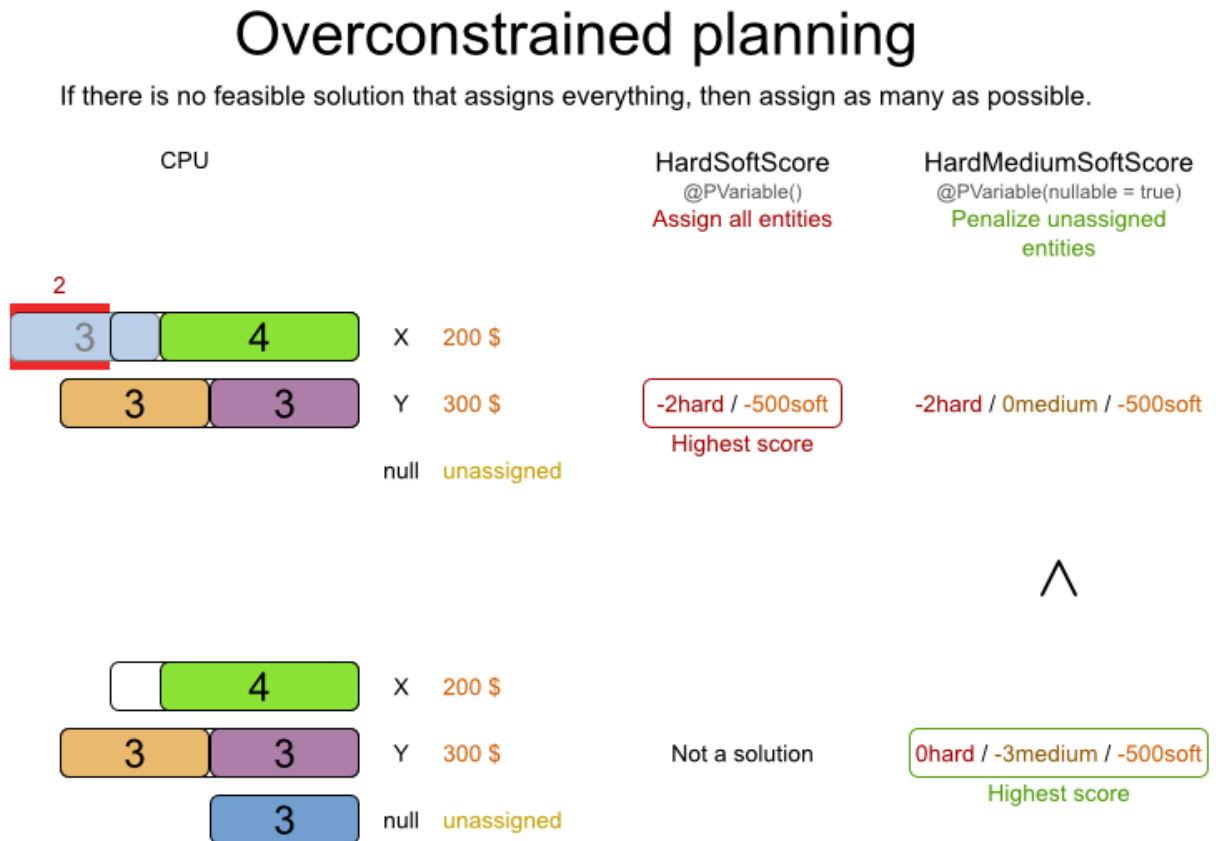 Overconstrained planning
If there is no feasible solution that assigns everything, then assign as many as possible.
CPU
HardSoftScore
@PVariable()
Assign all entities
HardMediumSoftScore
@PVariable(nullable = true)
Penalize unassigned
entities
2
3 4 X 200 $
3 3 Y 300 $ -2hard / -500soft -2hard / 0medium / -500soft
Highest score
null unassigned
4 X 200 $
3 3 Y 300 $ Not a solution 0hard / -3medium / -500soft
Highest score
3 null unassigned